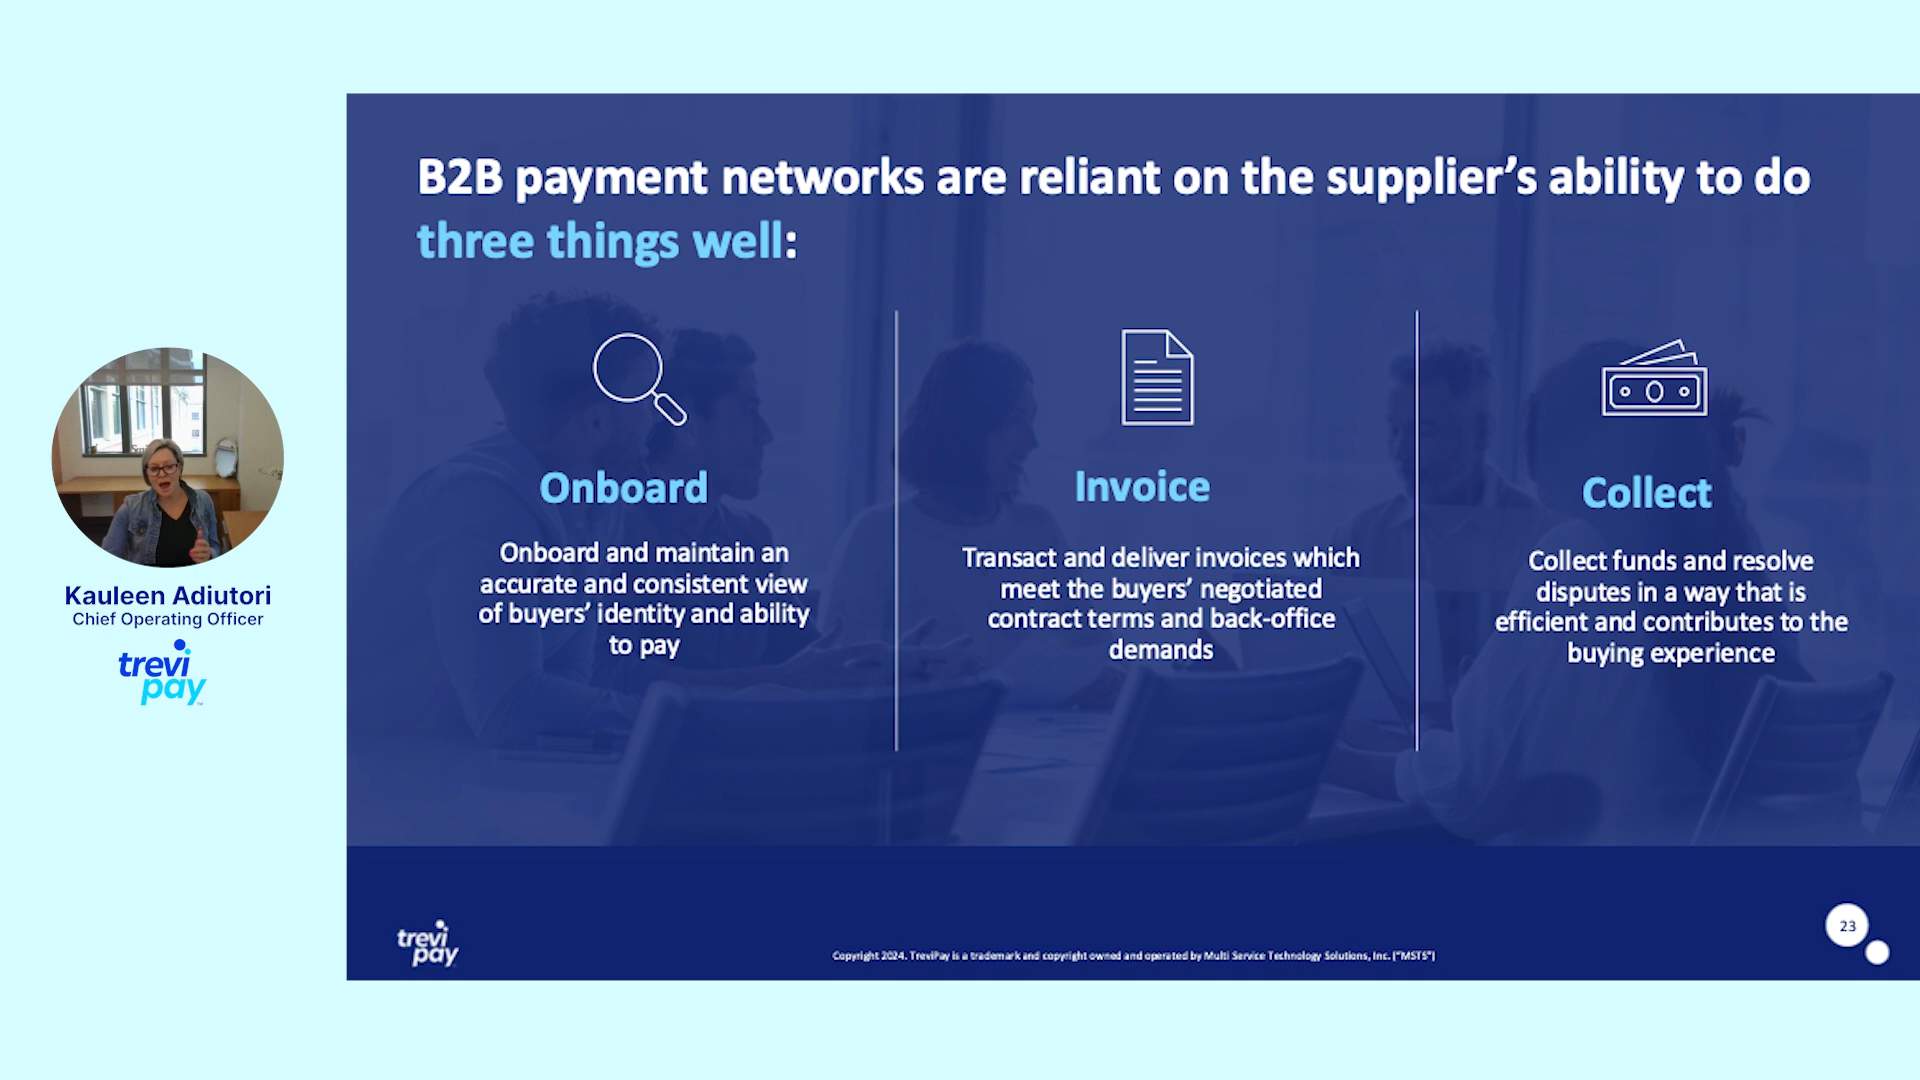 B2B payment networks are reliant on the supplier’s ability to do
three things well:
Onboard
Onboard and maintain an
accurate and consistent view
of buyers’ identity and ability
to pay
Invoice
Transact and deliver invoices which
meet the buyers’ negotiated
contract terms and back-office
demands
Collect
Collect funds and resolve
disputes in a way that is
efficient and contributes to the
buying experience
Kauleen Adiutori
Chief Operating Officer
trevi
pay™
trevi
pay
Copyright 2024. TreviPay is a trademark and copyright owned and operated by Multi Service Technology Solutions, Inc. ("MSTS")
23